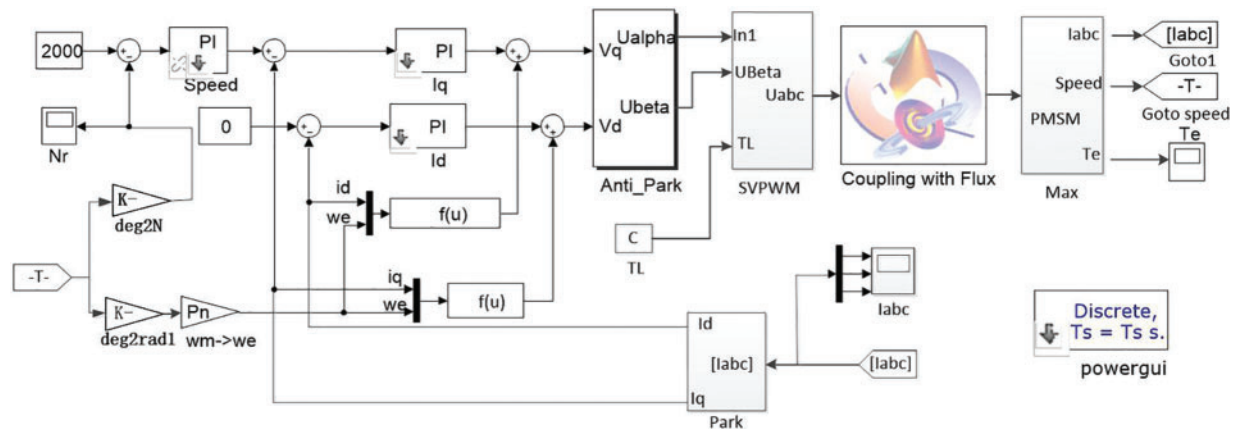 2000
PI
Speed
PI
Iq
Vq
Ualpha
Ubeta
Vd
Anti_Park
In1
UBeta
Uabc
TL
SVPWM
Coupling with Flux
Iabc
Speed
PMSM
Te
Max
[Iabc]
Goto1
-T-
Goto speed
Te
Nr
0
PI
Id
K-
deg2N
id
we
f(u)
C
TL
-T-
iq
we
f(u)
K-
deg2rad1
Pn
wm->we
Id
[Iabc]
Iq
Park
Iabc
[Iabc]
Discrete,
Ts = Ts s.
powergui